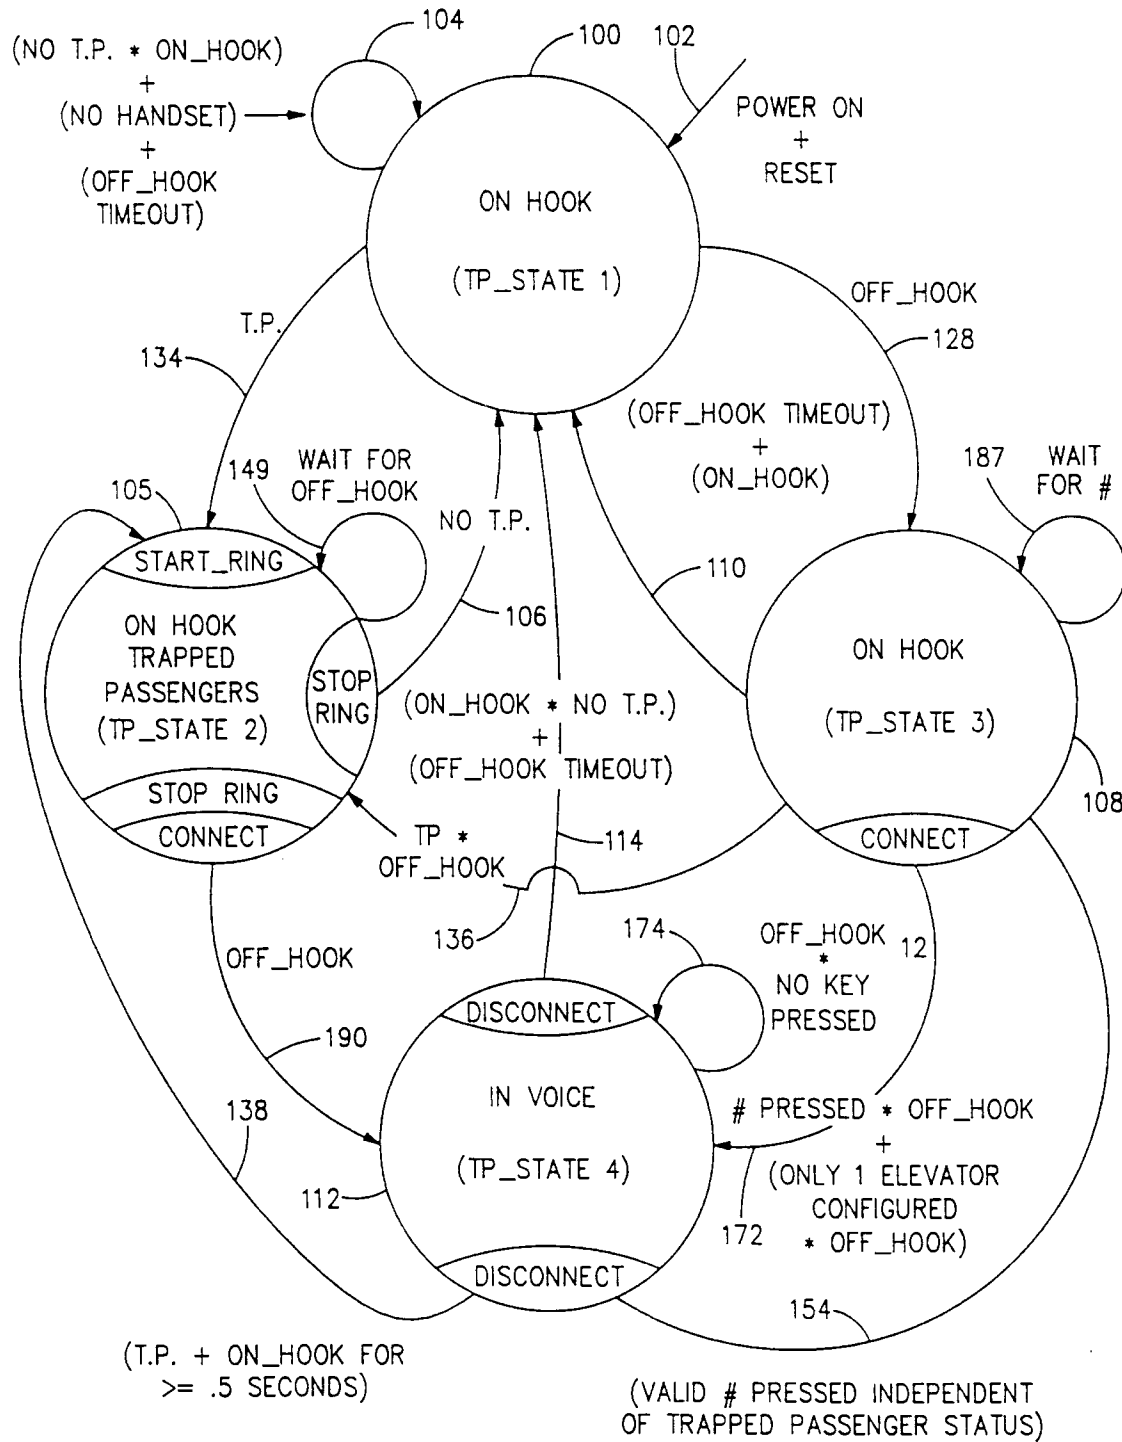 104
100
102
(NO T.P. * ON_HOOK)
+
(NO HANDSET)
+
(OFF_HOOK
TIMEOUT)
POWER ON
+
RESET
ON HOOK
(TP_STATE 1)
T.P.
134
OFF_HOOK
128
(OFF_HOOK TIMEOUT)
+
(ON_HOOK)
149
WAIT FOR
OFF_HOOK
105
NO T.P.
187
WAIT
FOR #
START_RING
ON HOOK
TRAPPED
PASSENGERS
(TP_STATE 2)
STOP
RING
STOP RING
CONNECT
106
110
ON HOOK
(TP_STATE 3)
CONNECT
108
(ON_HOOK * NO T.P.)
+
(OFF_HOOK TIMEOUT)
TP *
OFF_HOOK
114
136
OFF_HOOK
190
174
OFF_HOOK
*
NO KEY
PRESSED
12
DISCONNECT
IN VOICE
(TP_STATE 4)
DISCONNECT
138
112
# PRESSED * OFF_HOOK
+
(ONLY 1 ELEVATOR
CONFIGURED
* OFF_HOOK)
172
154
(T.P. + ON_HOOK FOR
>= .5 SECONDS)
(VALID # PRESSED INDEPENDENT
OF TRAPPED PASSENGER STATUS)